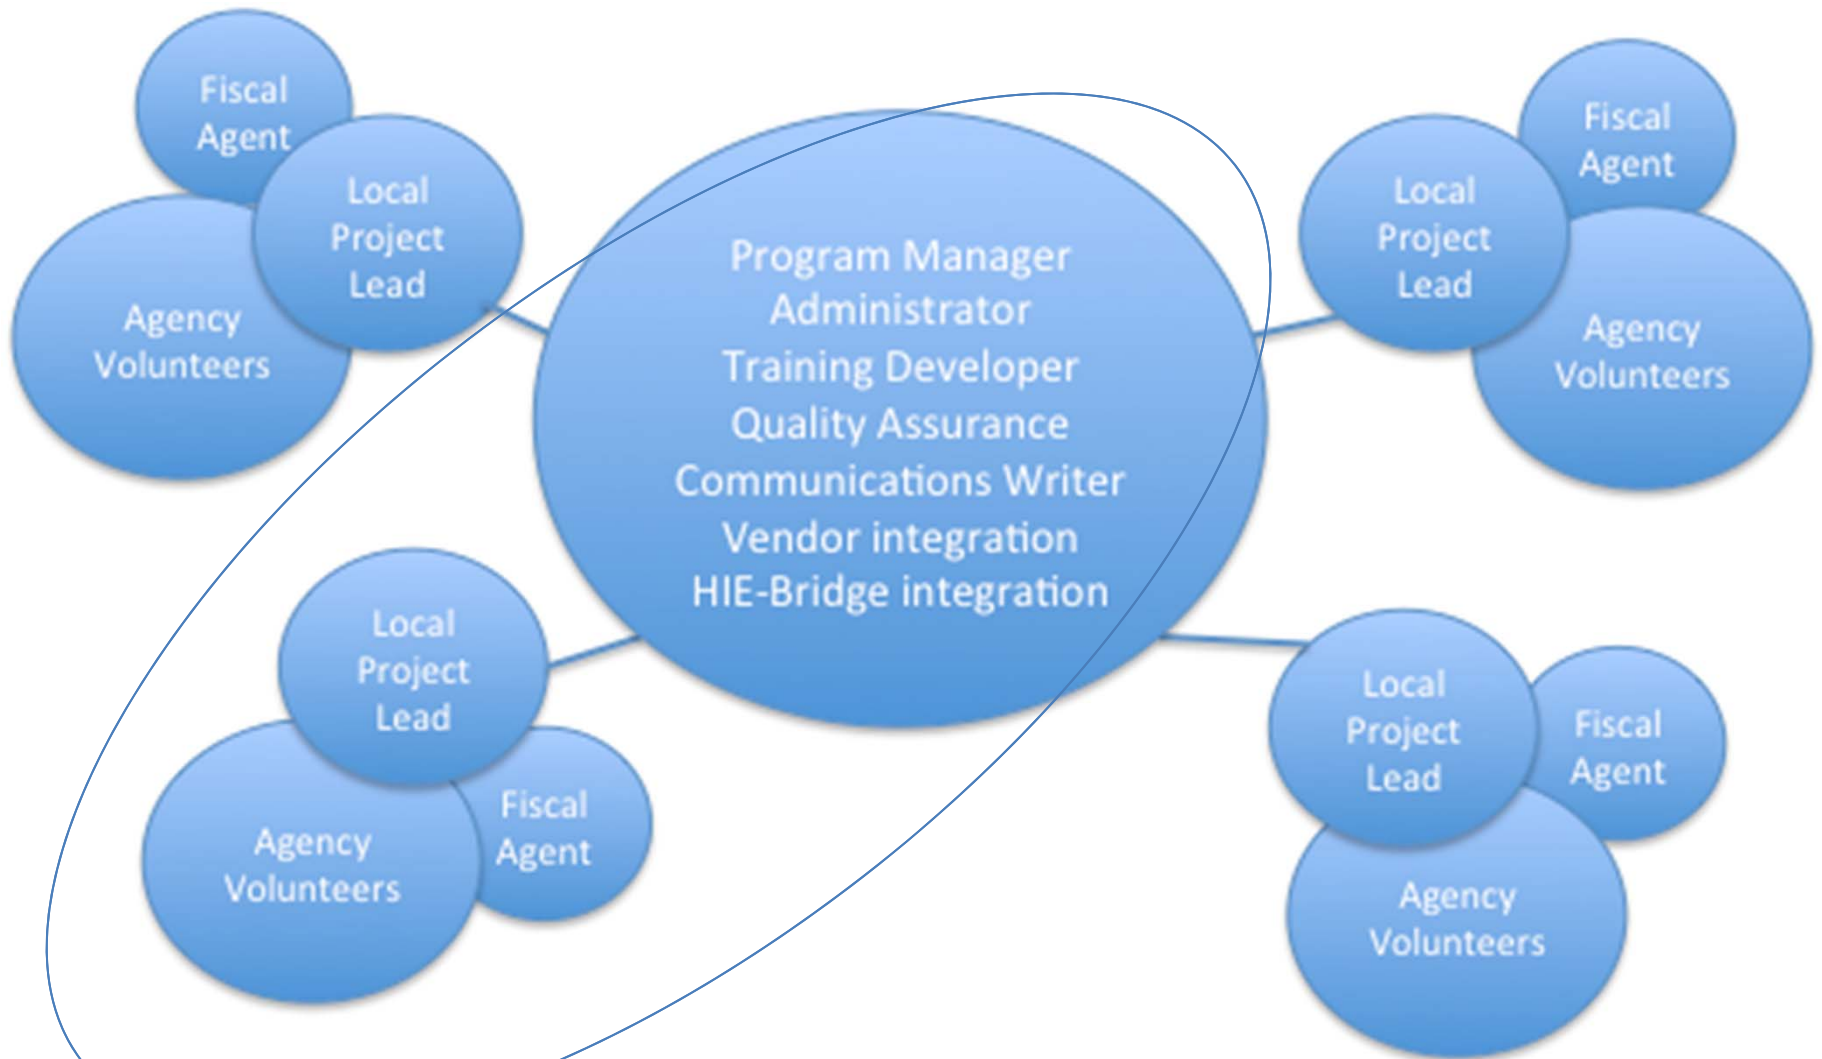 Fiscal
Agent
Local
Project
Lead
Agency
Volunteers
Program Manager
Administrator
Training Developer
Quality Assurance
Communications Writer
Vendor integration
HIE-Bridge integration
Fiscal
Agent
Local
Project
Lead
Agency
Volunteers
Local
Project
Lead
Agency
Volunteers
Fiscal
Agent
Local
Project
Lead
Fiscal
Agent
Agency
Volunteers